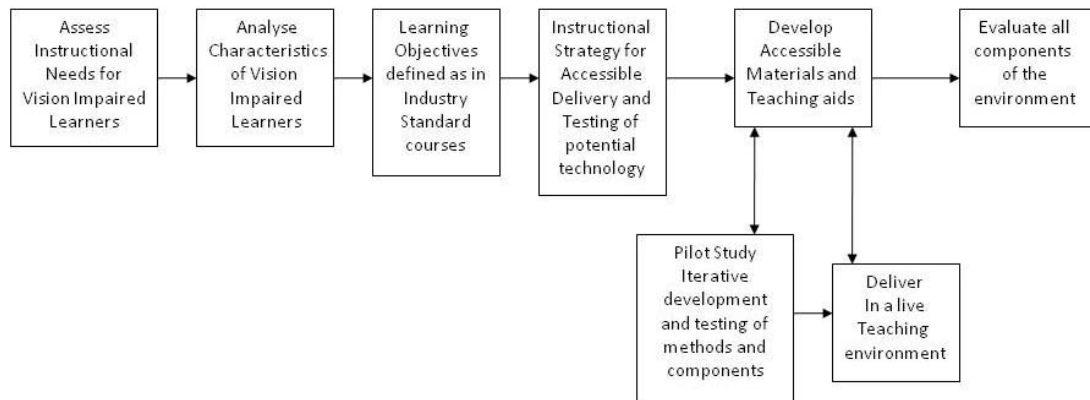 Assess
Instructional
Needs for
Vision Impaired
Learners
Analyse
Characteristics
of Vision
Impaired
Learners
Learning
Objectives
defined as in
Industry
Standard
courses
Instructional
Strategy for
Accessible
Delivery and
Testing of
potential
technology
Develop
Accessible
Materials and
Teaching aids
Evaluate all
components
of the
environment
Pilot Study
Iterative
development
and testing of
methods and
components
Deliver
In a live
Teaching
environment